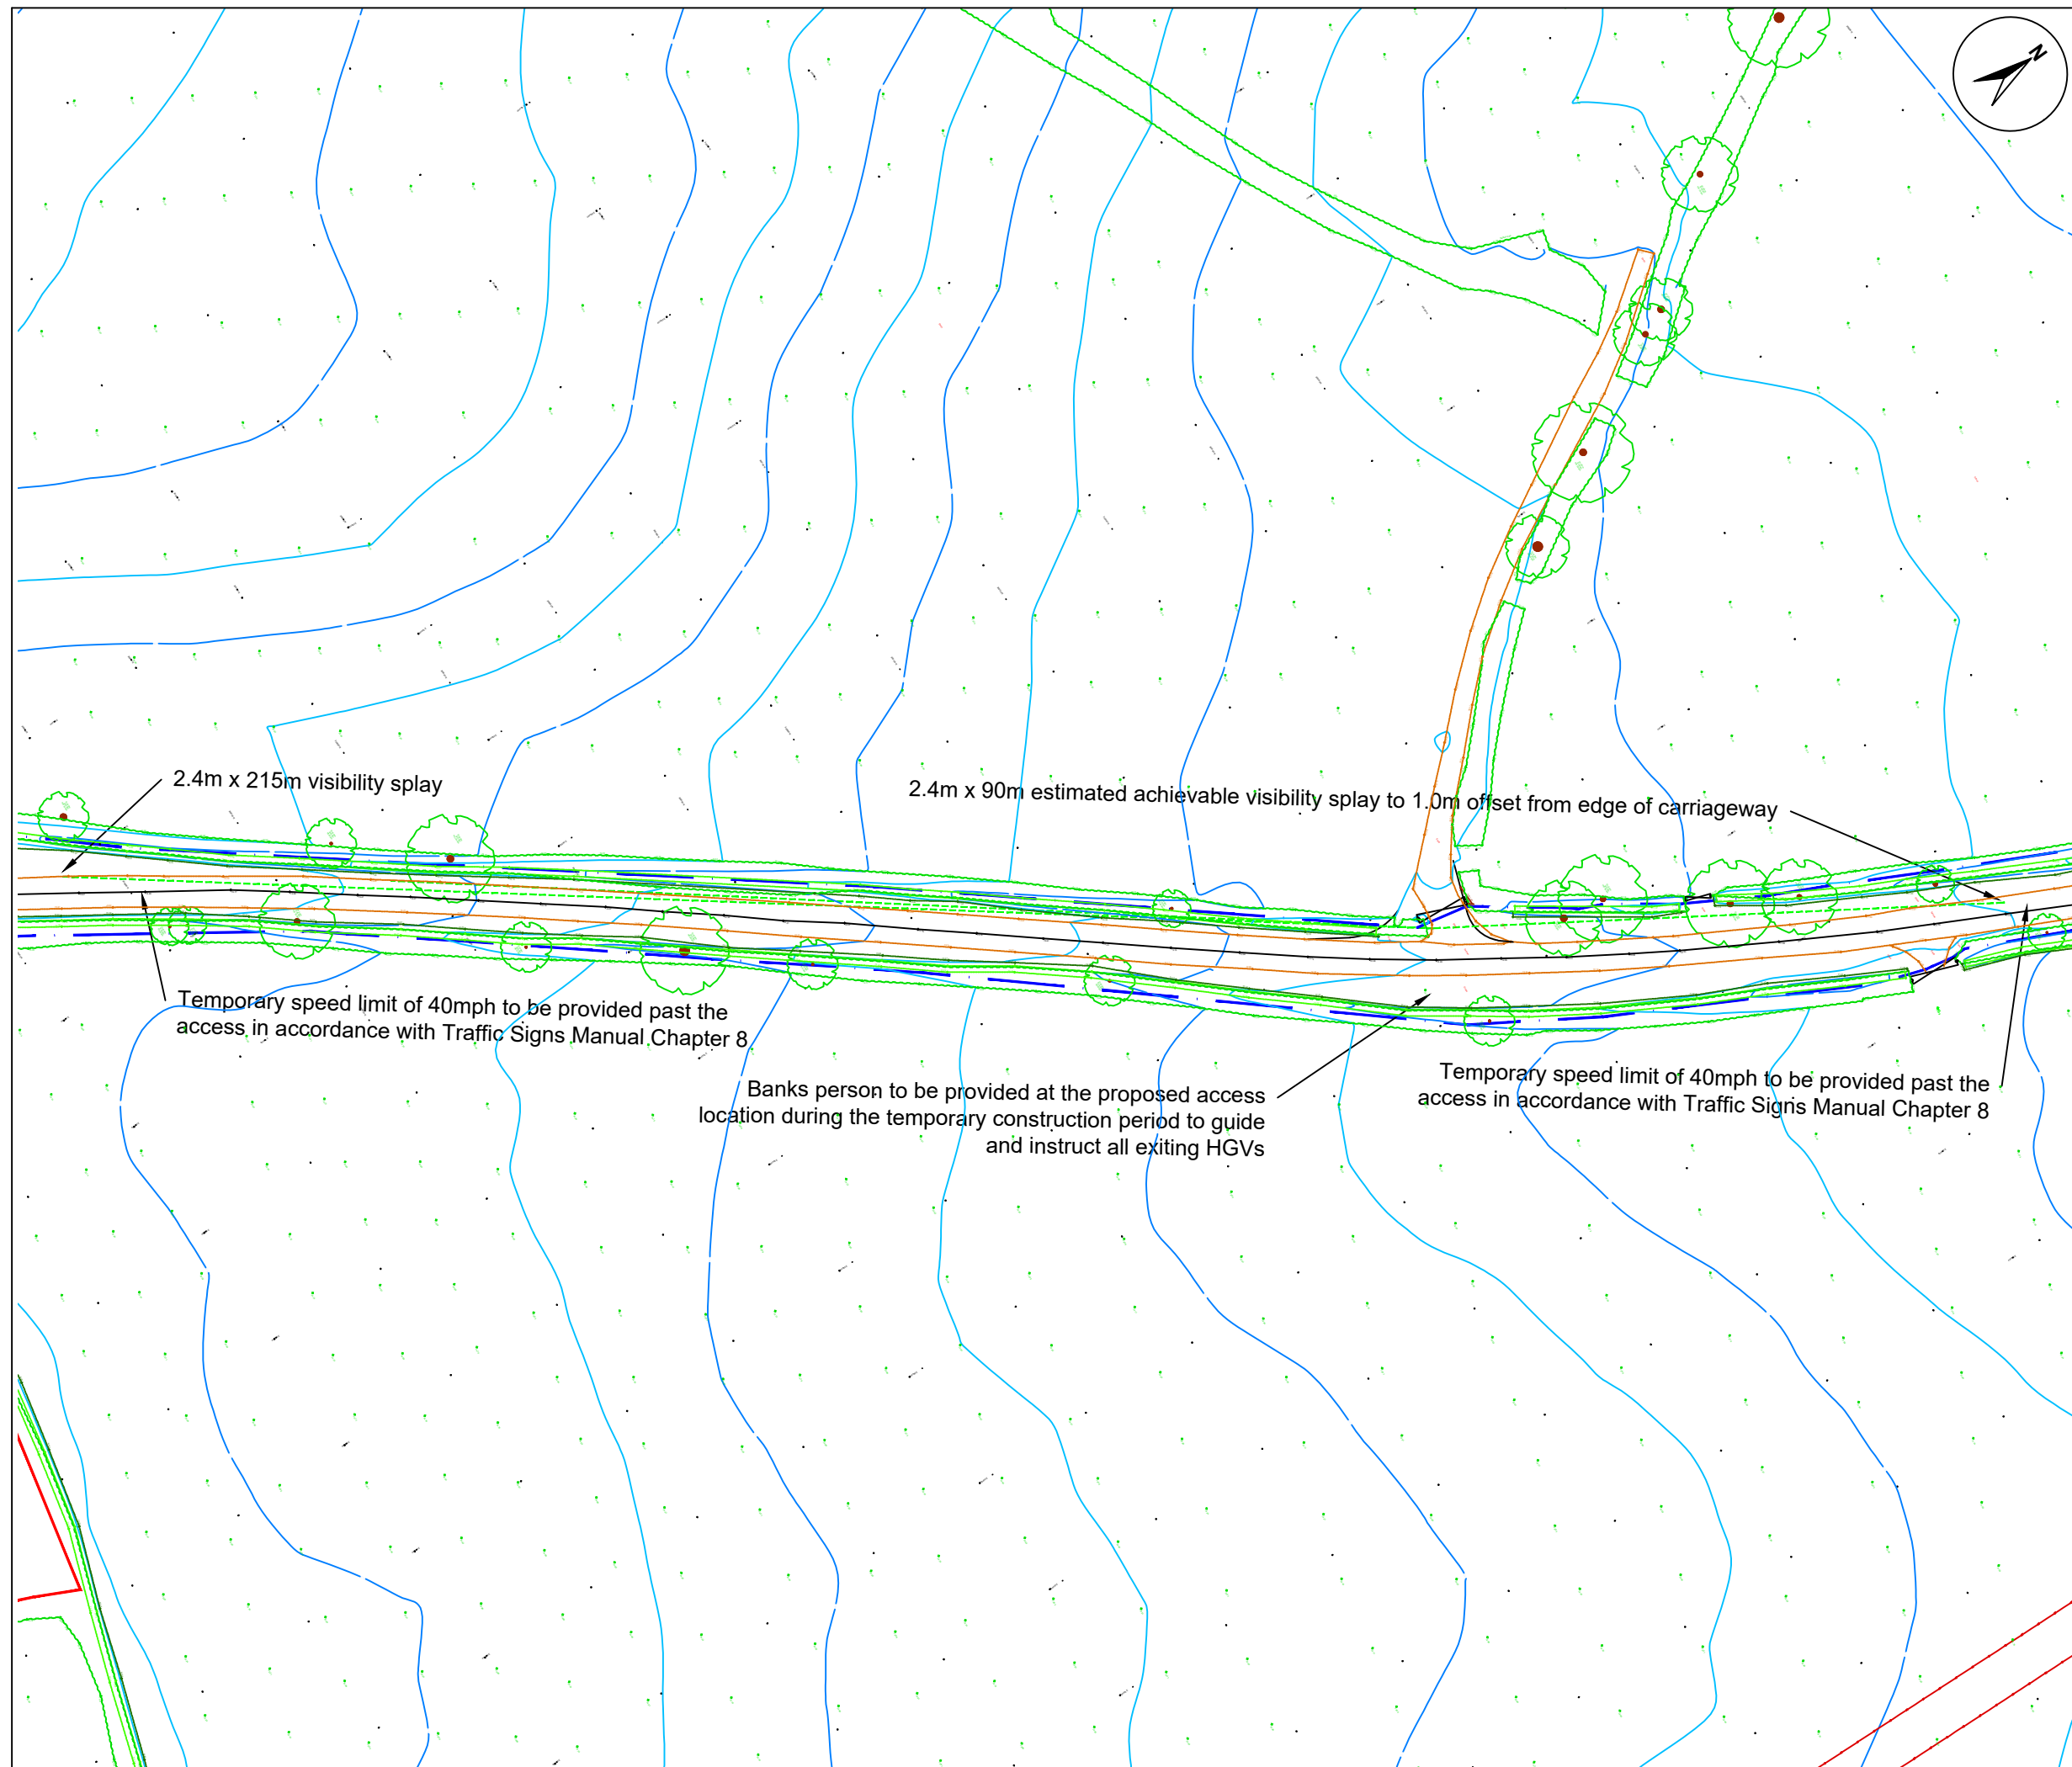 N
2.4m x 215m visibility splay
2.4m x 90m estimated achievable visibility splay to 1.0m offset from edge of carriageway
Temporary speed limit of 40mph to be provided past the
access in accordance with Traffic Signs Manual Chapter 8
Banks person to be provided at the proposed access
location during the temporary construction period to guide
and instruct all exiting HGVs
Temporary speed limit of 40mph to be provided past the
access in accordance with Traffic Signs Manual Chapter 8